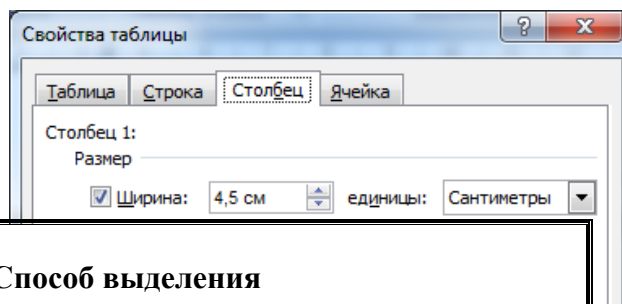 Свойства таблицы
Таблица Строка Столбец Ячейка
Столбец 1:
Размер
Ширина: 4,5 см единицы: Сантиметры
Способ выделения